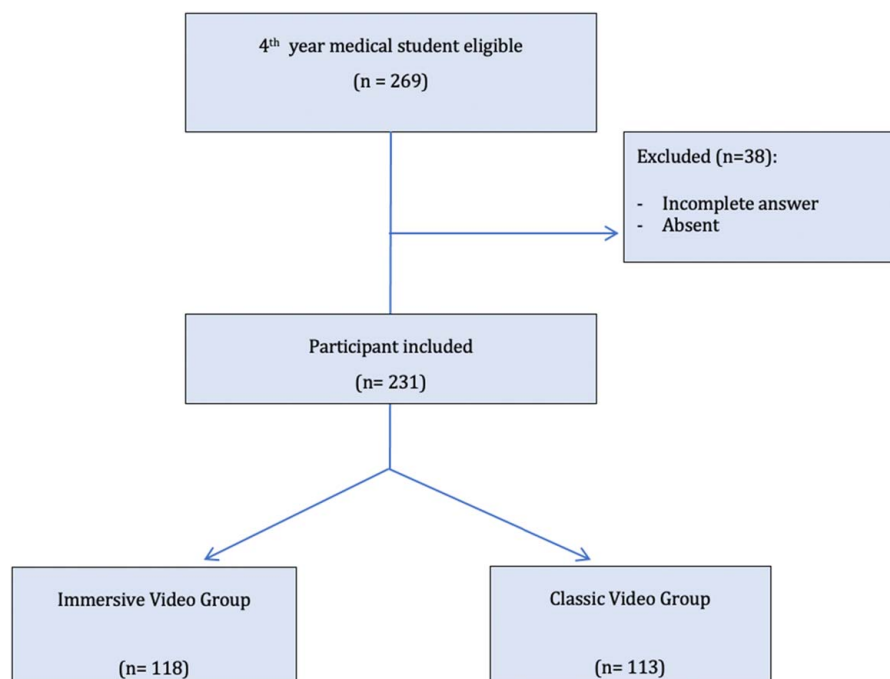 4th year medical student eligible
(n = 269)
Excluded (n=38):
- Incomplete answer
- Absent
Participant included
(n= 231)
Immersive Video Group
(n= 118)
Classic Video Group
(n= 113)